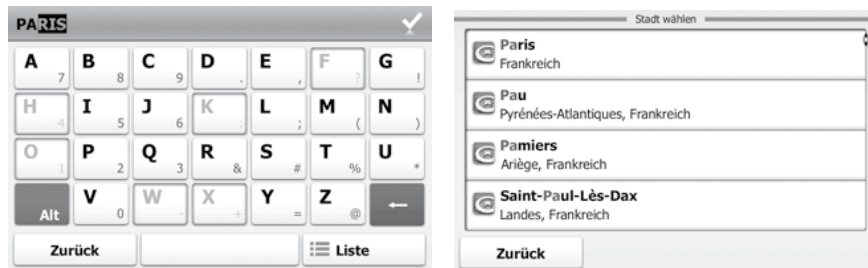 PARIS
A 7 B 8 C 9 D . E , F ? G !
H 4 I 5 J 6 K : L ; M ( N )
O 1 P 2 Q 3 R & S # T % U *
Alt V 0 W - X + Y = Z @ ←
Zurück Liste
Stadt wählen
Paris
Frankreich
Pau
Pyrénées-Atlantiques, Frankreich
Pamiers
Ariège, Frankreich
Saint-Paul-Lès-Dax
Landes, Frankreich
Zurück